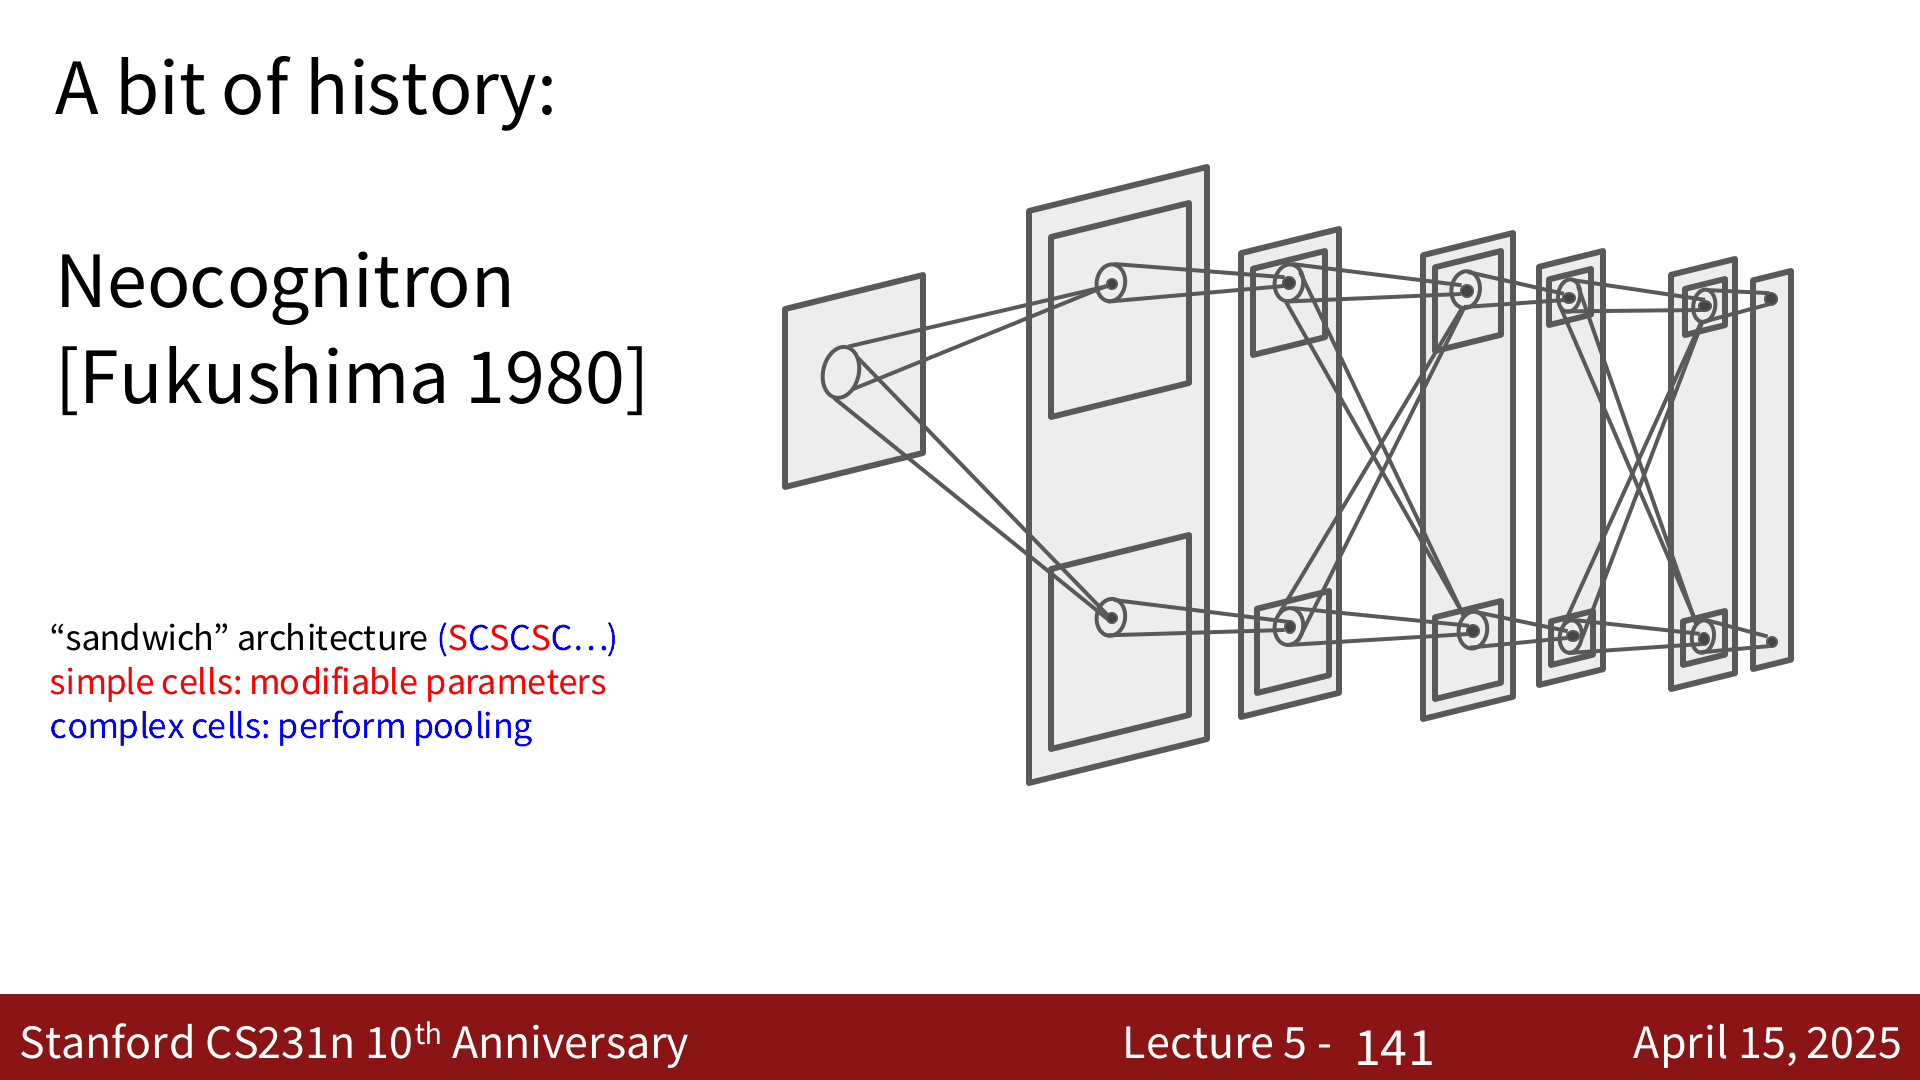 A bit of history:
Neocognitron
[Fukushima 1980]
“sandwich” architecture (SCSCSC…)
simple cells: modifiable parameters
complex cells: perform pooling
Stanford CS231n 10th Anniversary
Lecture 5 - 141
April 15, 2025